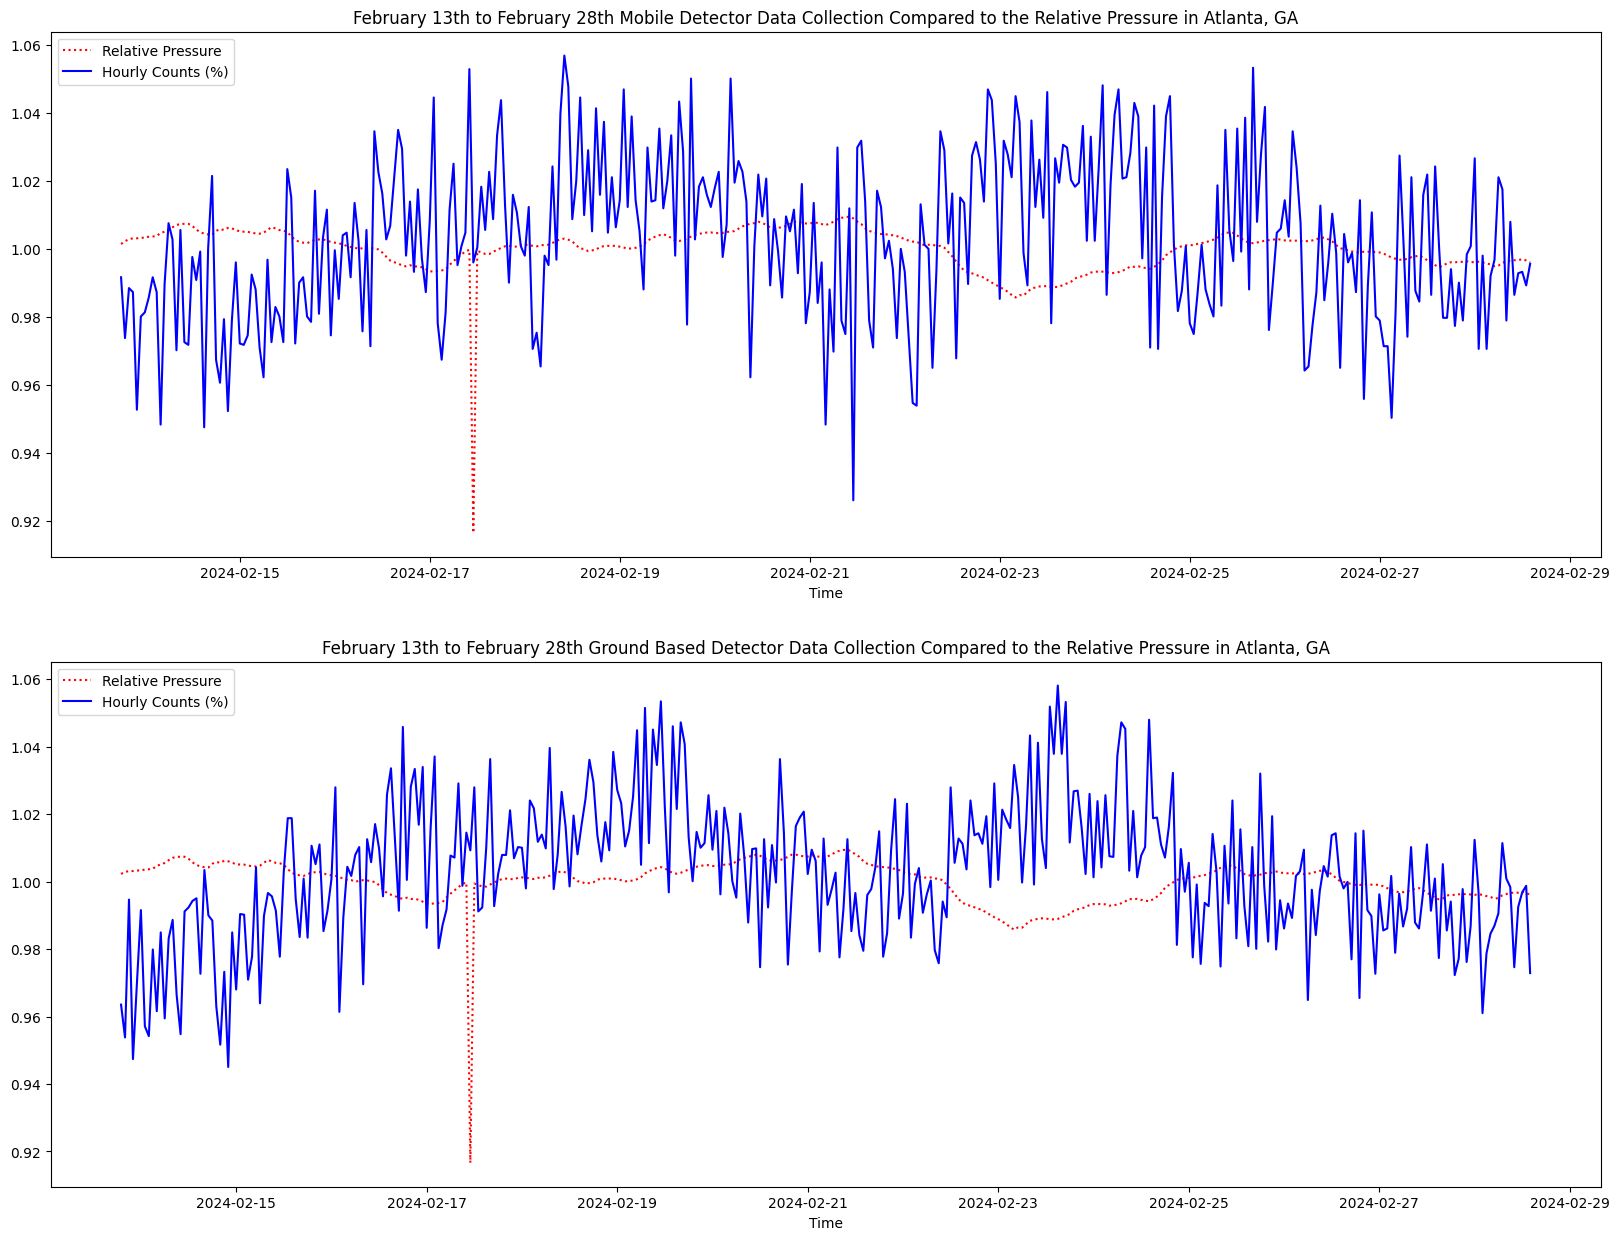 February 13th to February 28th Mobile Detector Data Collection Compared to the Relative Pressure in Atlanta, GA
1.06
Relative Pressure
Hourly Counts (%)
1.04
1.02
1.00
0.98
0.96
0.94
0.92
2024-02-15 2024-02-17 2024-02-19 2024-02-21 2024-02-23 2024-02-25 2024-02-27 2024-02-29
Time
February 13th to February 28th Ground Based Detector Data Collection Compared to the Relative Pressure in Atlanta, GA
1.06
Relative Pressure
Hourly Counts (%)
1.04
1.02
1.00
0.98
0.96
0.94
0.92
2024-02-15 2024-02-17 2024-02-19 2024-02-21 2024-02-23 2024-02-25 2024-02-27 2024-02-29
Time